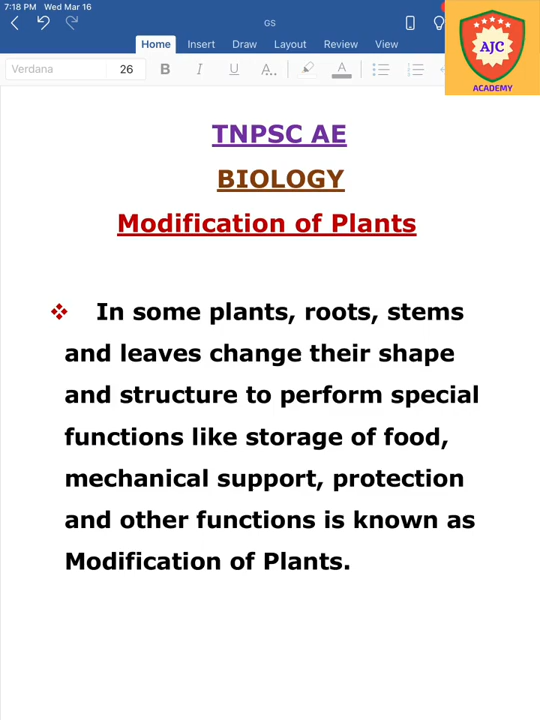 7:18 PM Wed Mar 16
GS
Home Insert Draw Layout Review View
Verdana 26 B I U A..  A
AJC
ACADEMY
TNPSC AE
BIOLOGY
Modification of Plants
❖ In some plants, roots, stems
and leaves change their shape
and structure to perform special
functions like storage of food,
mechanical support, protection
and other functions is known as
Modification of Plants.